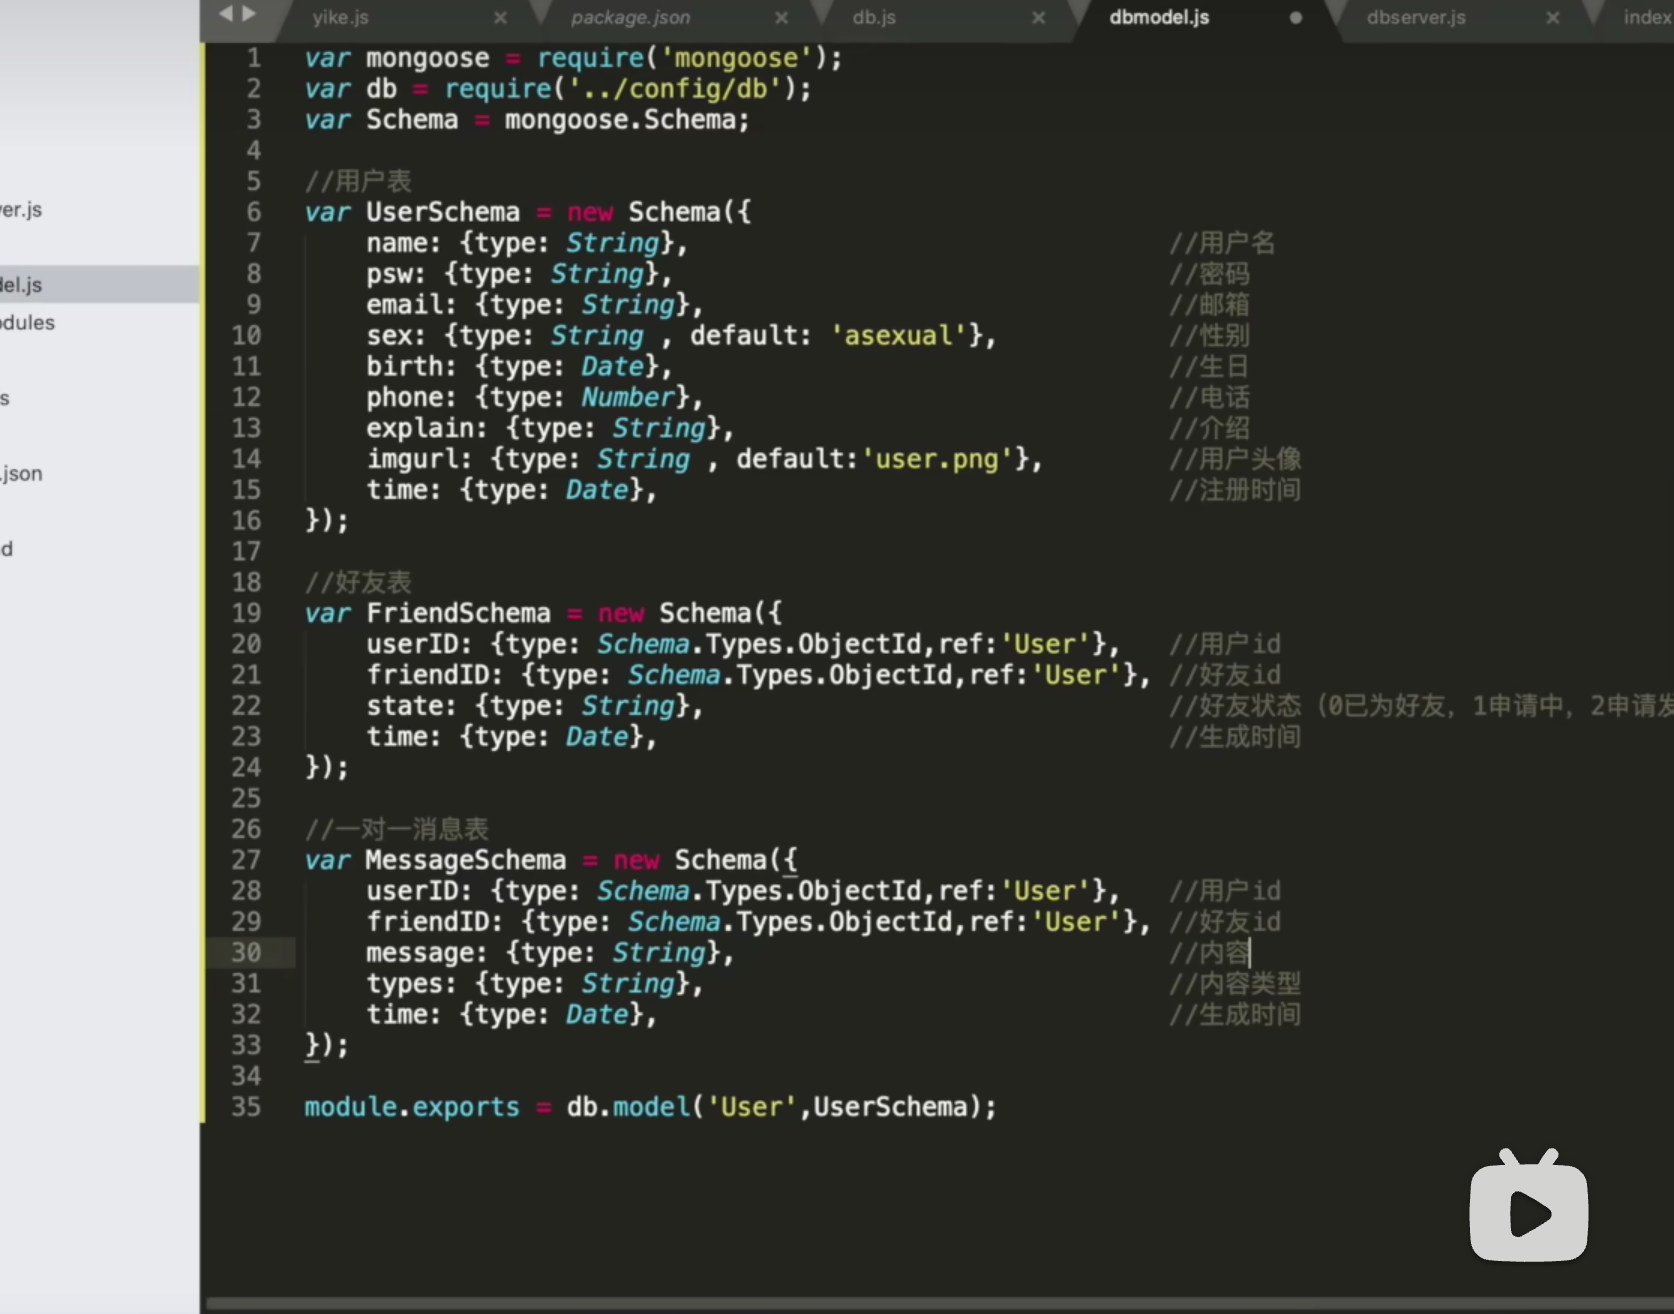 yike.js
package.json
db.js
dbmodel.js
dbserver.js
index
er.js
el.js
dules
s
.json
d
1 var mongoose = require('mongoose');
2 var db = require('../config/db');
3 var Schema = mongoose.Schema;
4
5 //用户表
6 var UserSchema = new Schema({
7 name: {type: String}, //用户名
8 psw: {type: String}, //密码
9 email: {type: String}, //邮箱
10 sex: {type: String , default: 'asexual'}, //性别
11 birth: {type: Date}, //生日
12 phone: {type: Number}, //电话
13 explain: {type: String}, //介绍
14 imgurl: {type: String , default:'user.png'}, //用户头像
15 time: {type: Date}, //注册时间
16 });
17
18 //好友表
19 var FriendSchema = new Schema({
20 userID: {type: Schema.Types.ObjectId,ref:'User'}, //用户id
21 friendID: {type: Schema.Types.ObjectId,ref:'User'}, //好友id
22 state: {type: String}, //好友状态（0已为好友，1申请中，2申请发
23 time: {type: Date}, //生成时间
24 });
25
26 //一对一消息表
27 var MessageSchema = new Schema({
28 userID: {type: Schema.Types.ObjectId,ref:'User'}, //用户id
29 friendID: {type: Schema.Types.ObjectId,ref:'User'}, //好友id
30 message: {type: String}, //内容
31 types: {type: String}, //内容类型
32 time: {type: Date}, //生成时间
33 });
34
35 module.exports = db.model('User',UserSchema);